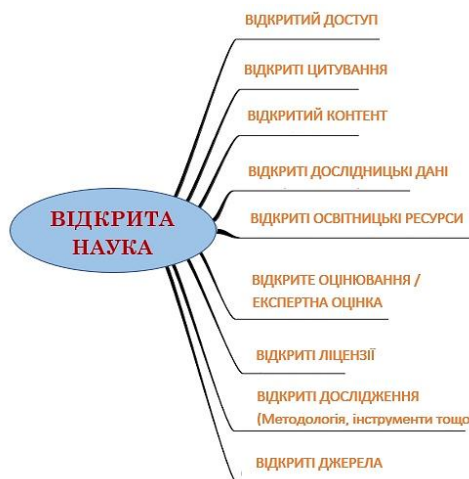 ВІДКРИТИЙ ДОСТУП
ВІДКРИТІ ЦИТУВАННЯ
ВІДКРИТИЙ КОНТЕНТ
ВІДКРИТІ ДОСЛІДНИЦЬКІ ДАНІ
ВІДКРИТА
НАУКА
ВІДКРИТІ ОСВІТНИЦЬКІ РЕСУРСИ
ВІДКРИТЕ ОЦІНЮВАННЯ /
ЕКСПЕРТНА ОЦІНКА
ВІДКРИТІ ЛІЦЕНЗІЇ
ВІДКРИТІ ДОСЛІДЖЕННЯ
(Методологія, інструменти тощо
ВІДКРИТІ ДЖЕРЕЛА